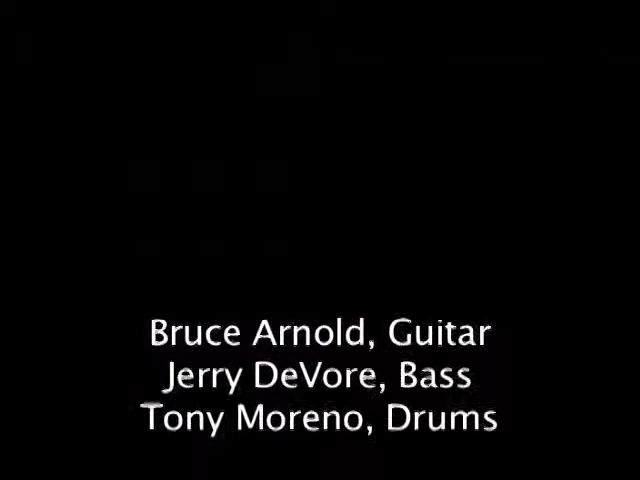 Bruce Arnold, Guitar
Jerry DeVore, Bass
Tony Moreno, Drums